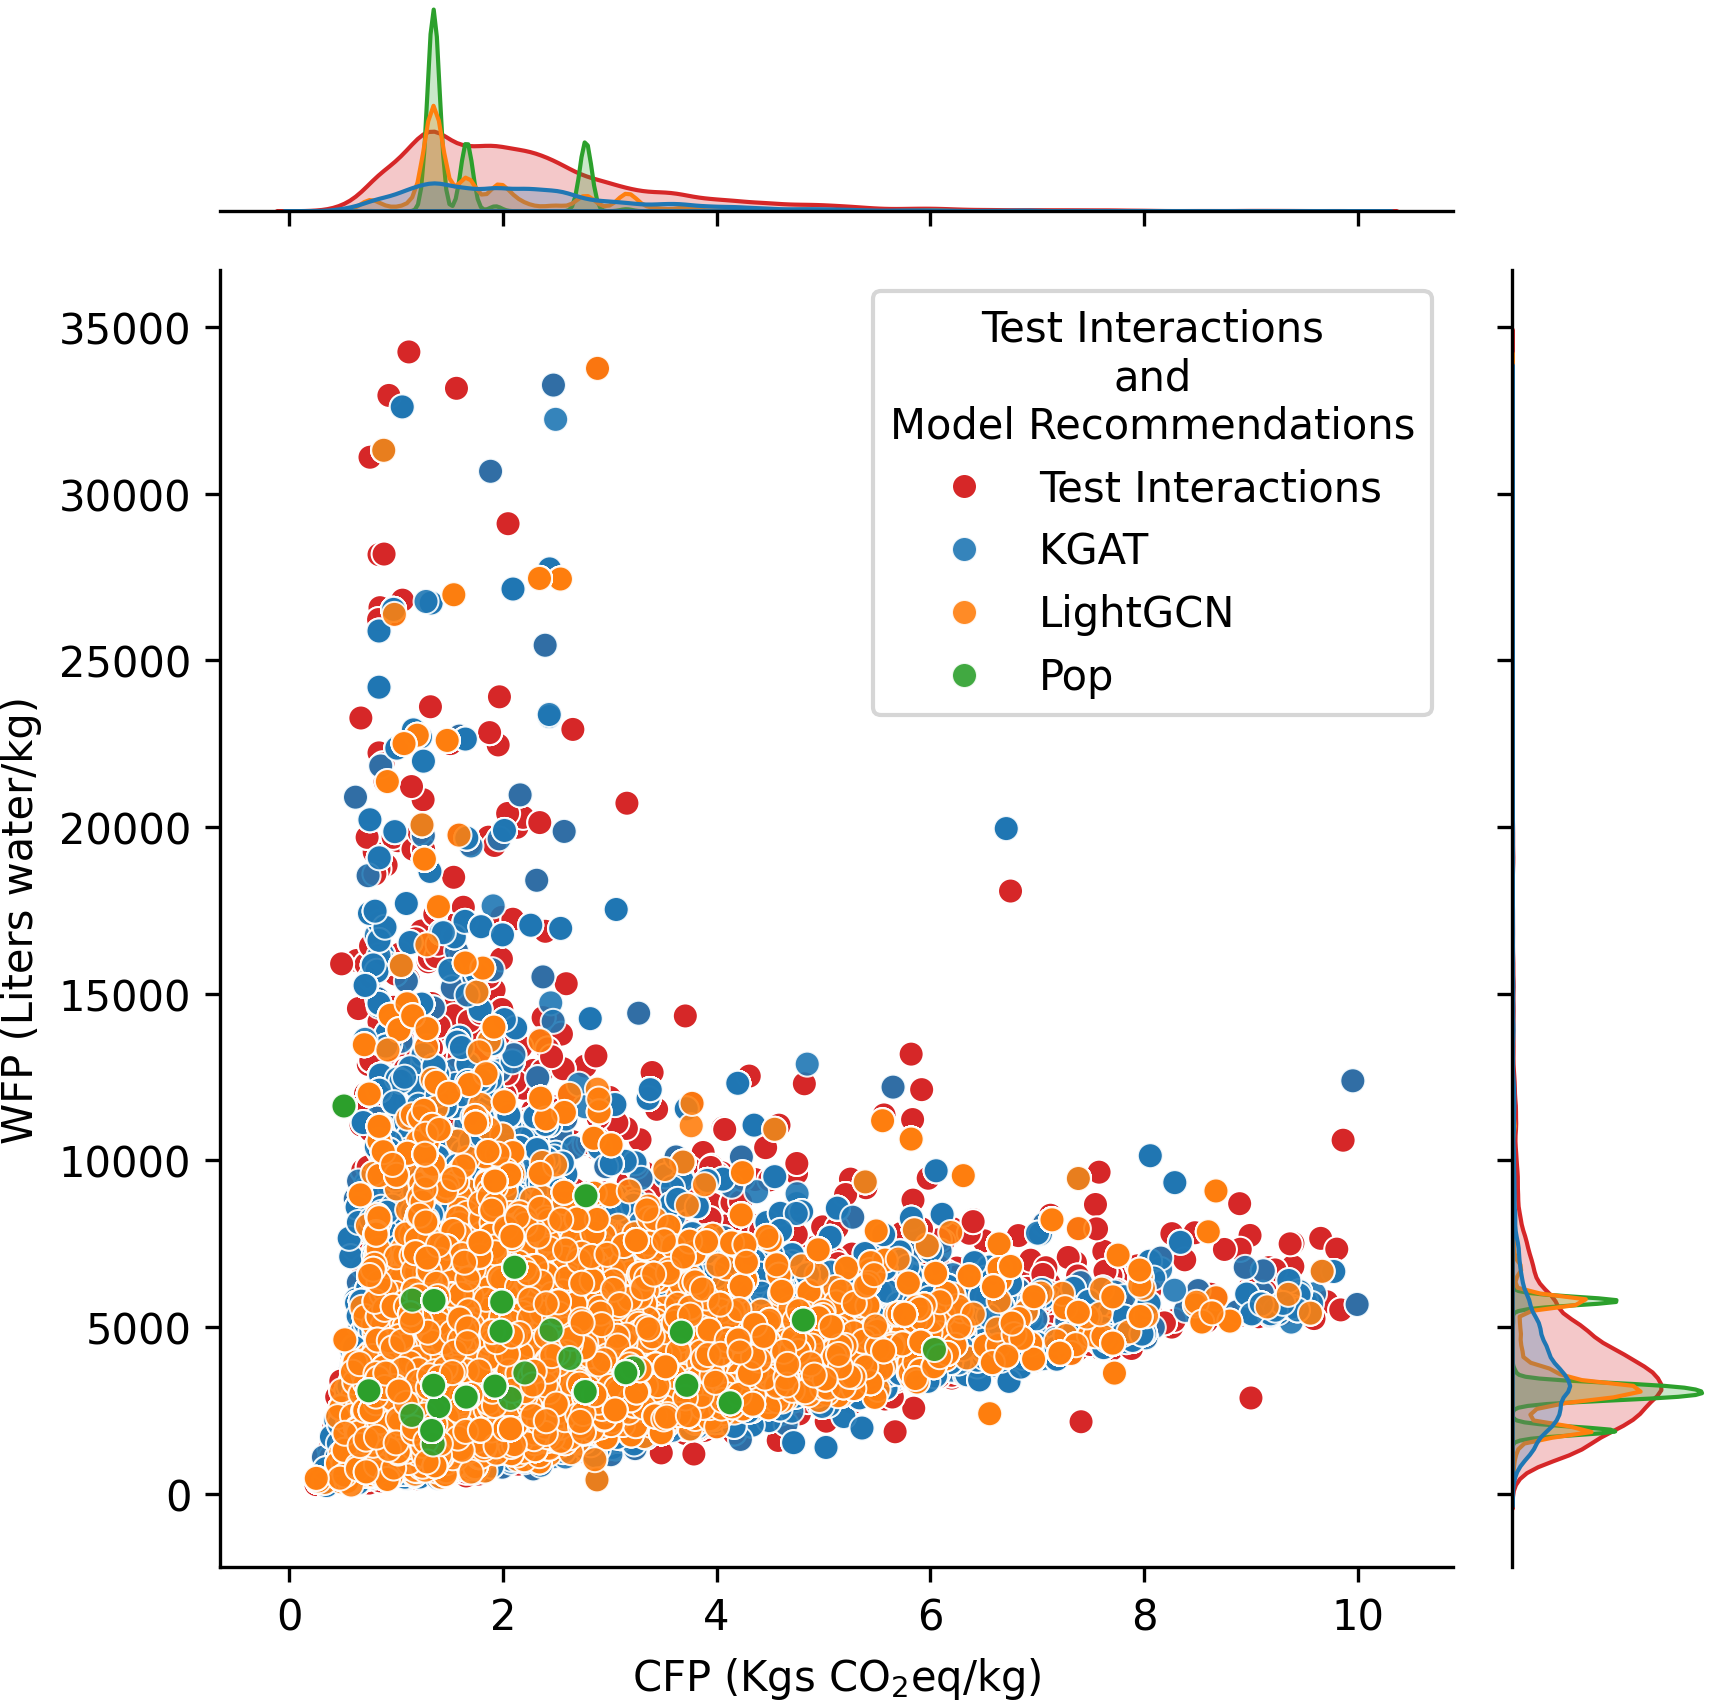 35000
30000
25000
20000
15000
10000
5000
0
WFP (Liters water/kg)
Test Interactions
and
Model Recommendations
Test Interactions
KGAT
LightGCN
Pop
0 2 4 6 8 10
CFP (Kgs CO₂eq/kg)